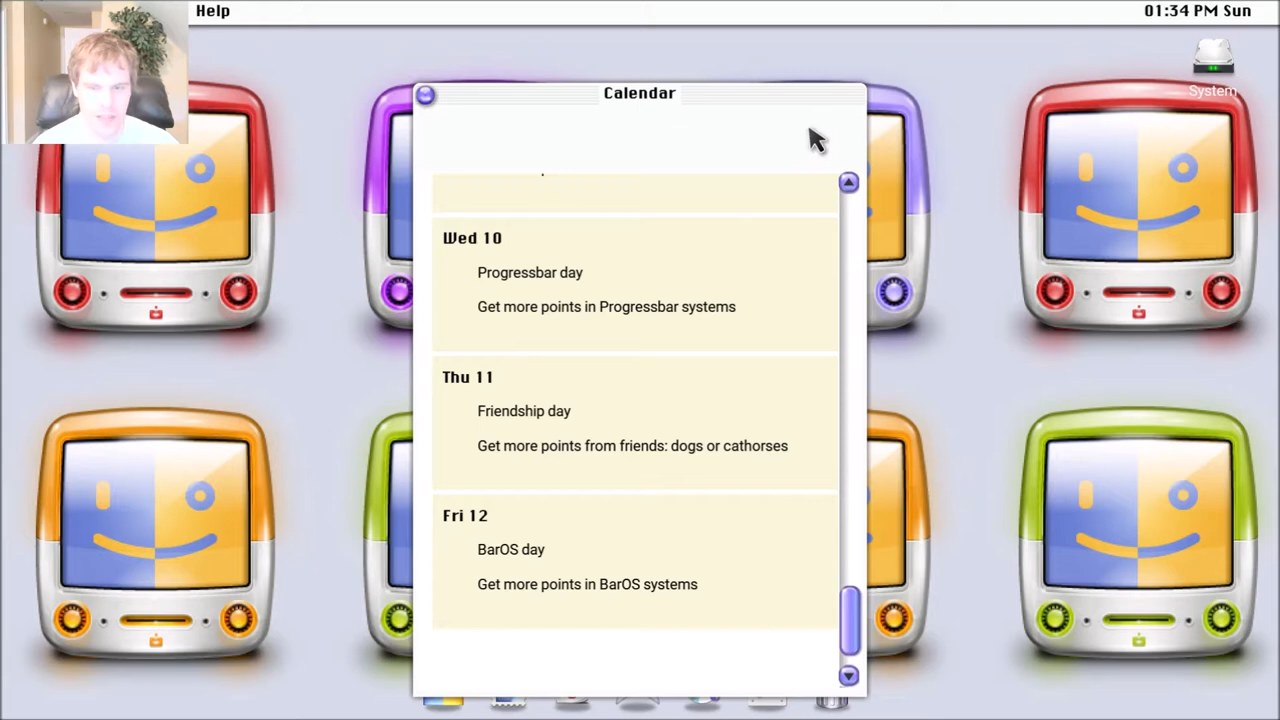 Help
01:34 PM Sun
System
Calendar
Wed 10
Progressbar day
Get more points in Progressbar systems
Thu 11
Friendship day
Get more points from friends: dogs or cathorses
Fri 12
BarOS day
Get more points in BarOS systems